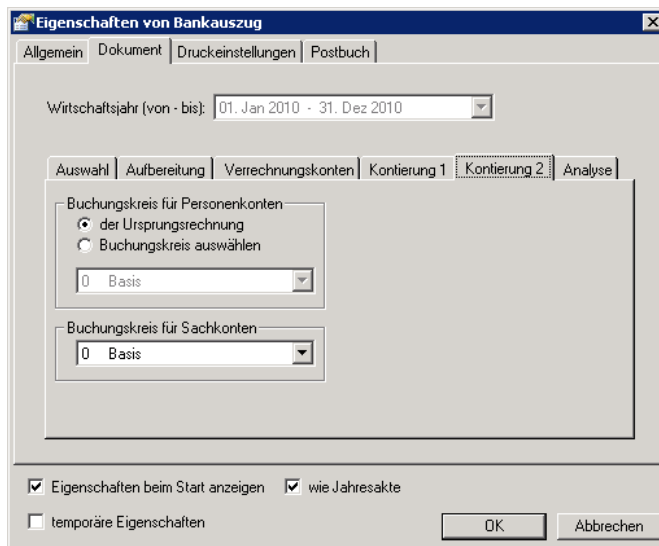 Eigenschaften von Bankauszug
Allgemein Dokument Druckeinstellungen Postbuch
Wirtschaftsjahr (von - bis): 01. Jan 2010 - 31. Dez 2010
Auswahl Aufbereitung Verrechnungskonten Kontierung 1 Kontierung 2 Analyse
Buchungskreis für Personenkonten
der Ursprungsrechnung
Buchungskreis auswählen
0 Basis
Buchungskreis für Sachkonten
0 Basis
Eigenschaften beim Start anzeigen wie Jahresakte
temporäre Eigenschaften OK Abbrechen